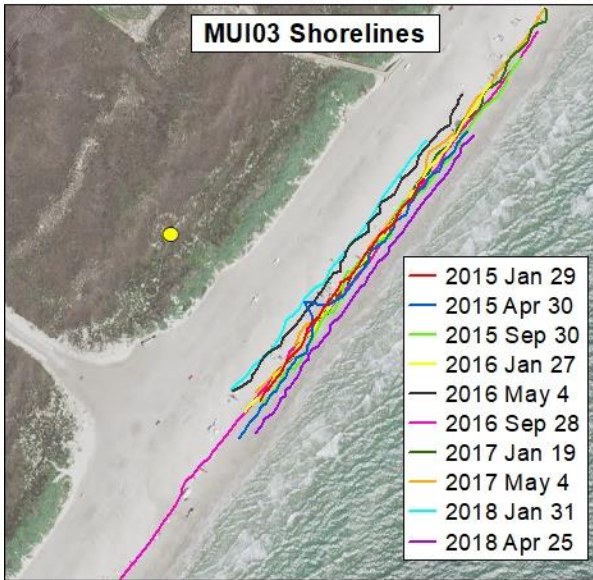 MUI03 Shorelines
2015 Jan 29
2015 Apr 30
2015 Sep 30
2016 Jan 27
2016 May 4
2016 Sep 28
2017 Jan 19
2017 May 4
2018 Jan 31
2018 Apr 25